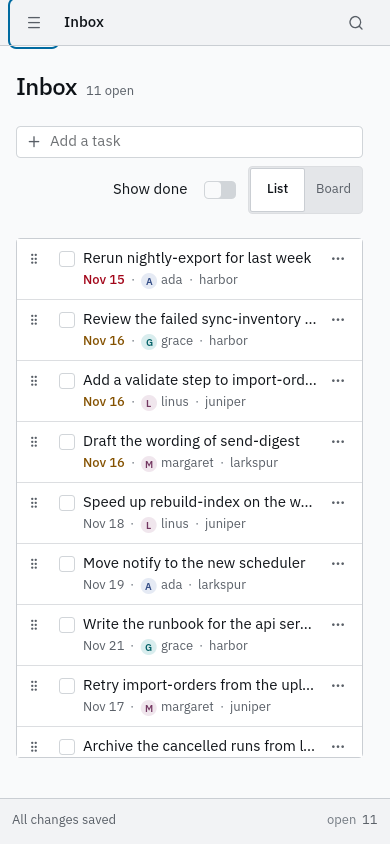 Inbox
Inbox 11 open
Add a task
Show done List Board
Rerun nightly-export for last week
Nov 15 · A ada · harbor
Review the failed sync-inventory ...
Nov 16 · G grace · harbor
Add a validate step to import-ord...
Nov 16 · L linus · juniper
Draft the wording of send-digest
Nov 16 · M margaret · larkspur
Speed up rebuild-index on the w...
Nov 18 · L linus · juniper
Move notify to the new scheduler
Nov 19 · A ada · larkspur
Write the runbook for the api ser...
Nov 21 · G grace · harbor
Retry import-orders from the upl...
Nov 17 · M margaret · juniper
Archive the cancelled runs from l...
All changes saved open 11